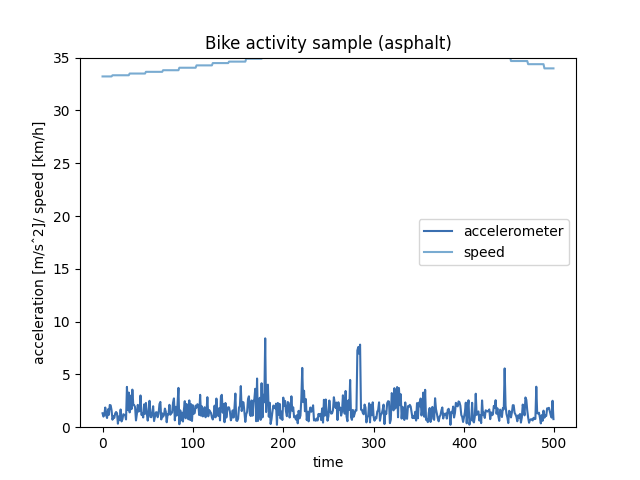 Bike activity sample (asphalt)
35
30
25
20
15
10
5
0
acceleration [m/sˆ2]/ speed [km/h]
accelerometer
speed
0 100 200 300 400 500
time